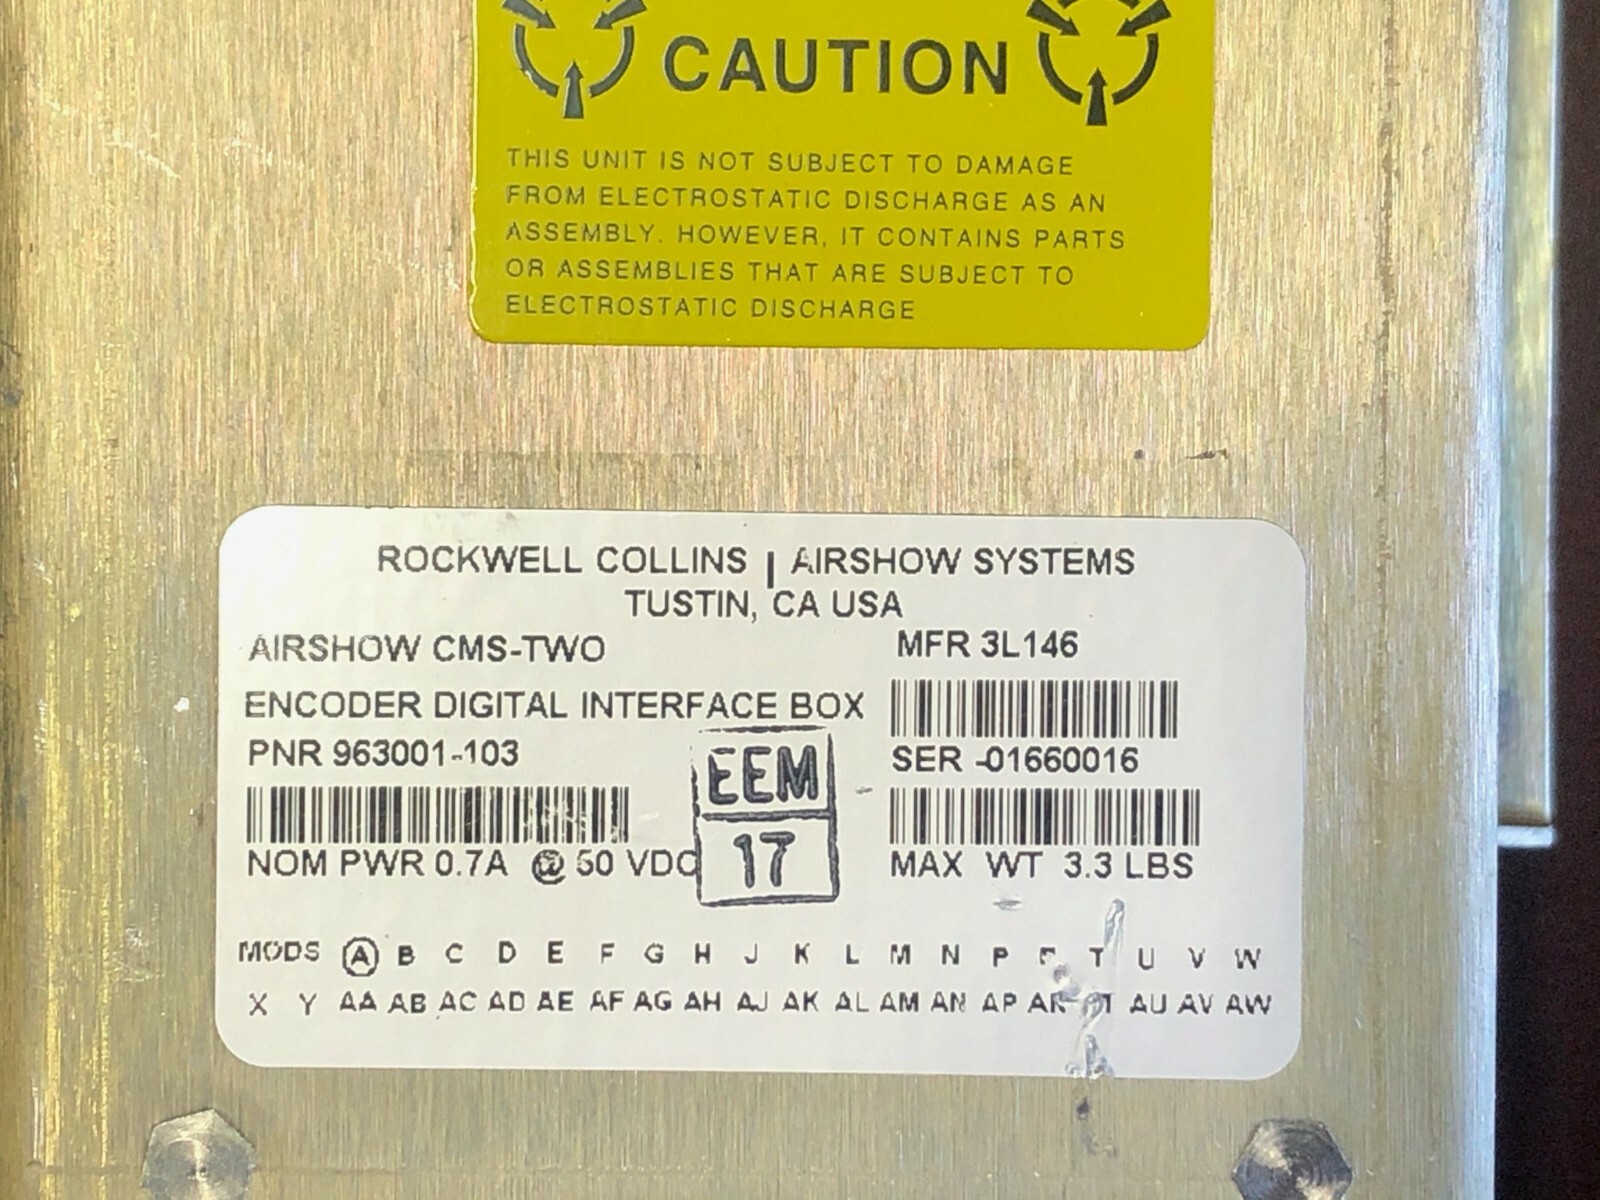 CAUTION
THIS UNIT IS NOT SUBJECT TO DAMAGE
FROM ELECTROSTATIC DISCHARGE AS AN
ASSEMBLY. HOWEVER, IT CONTAINS PARTS
OR ASSEMBLIES THAT ARE SUBJECT TO
ELECTROSTATIC DISCHARGE
ROCKWELL COLLINS | AIRSHOW SYSTEMS
TUSTIN, CA USA
AIRSHOW CMS-TWO MFR 3L146
ENCODER DIGITAL INTERFACE BOX
PNR 963001-103 SER -01660016
EEM
17
NOM PWR 0.7A @ 50 VDC MAX WT 3.3 LBS
MODS A B C D E F G H J K L M N P T U V W
X Y AA AB AC AD AE AF AG AH AJ AK AL AM AN AP AU AV AW